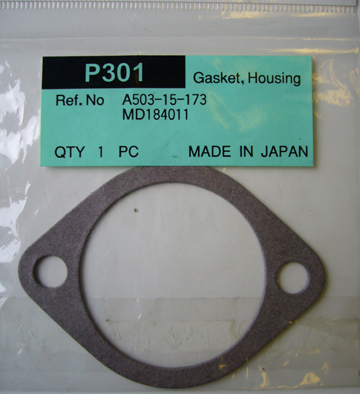 P301 Gasket, Housing
Ref. No A503-15-173
MD184011
QTY 1 PC MADE IN JAPAN